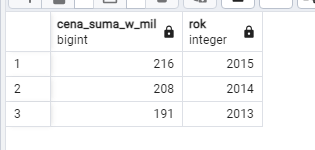 cena_suma_w_mil rok
bigint integer
1 216 2015
2 208 2014
3 191 2013